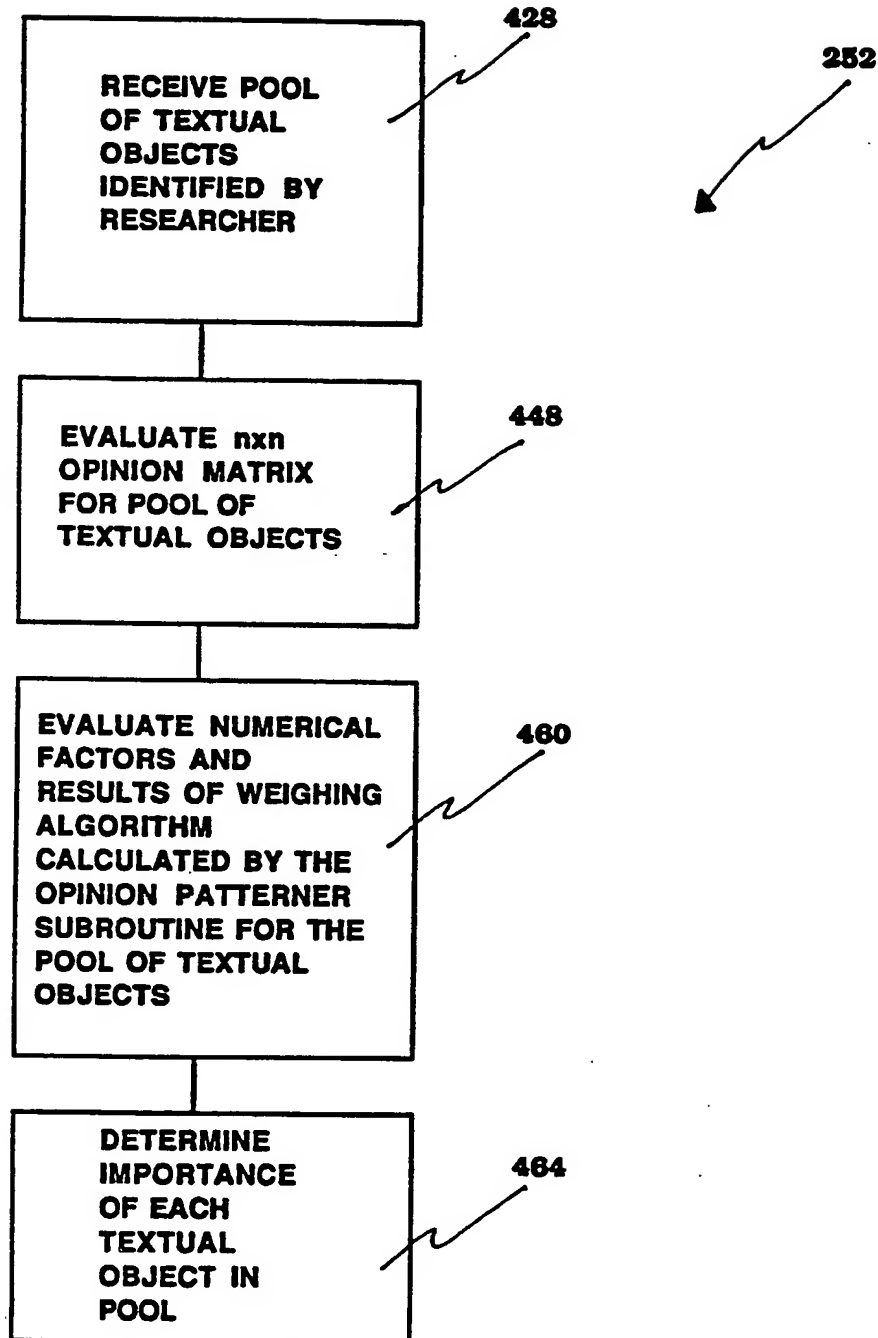 428
252
RECEIVE POOL
OF TEXTUAL
OBJECTS
IDENTIFIED BY
RESEARCHER
448
EVALUATE nxn
OPINION MATRIX
FOR POOL OF
TEXTUAL OBJECTS
460
EVALUATE NUMERICAL
FACTORS AND
RESULTS OF WEIGHING
ALGORITHM
CALCULATED BY THE
OPINION PATTERNER
SUBROUTINE FOR THE
POOL OF TEXTUAL
OBJECTS
464
DETERMINE
IMPORTANCE
OF EACH
TEXTUAL
OBJECT IN
POOL